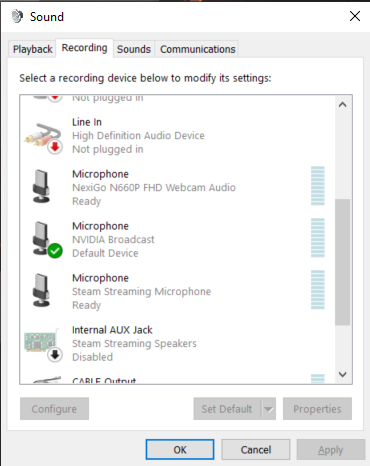 Sound
Playback Recording Sounds Communications
Select a recording device below to modify its settings:
Not plugged in
Line In
High Definition Audio Device
Not plugged in
Microphone
NexiGo N660P FHD Webcam Audio
Ready
Microphone
NVIDIA Broadcast
Default Device
Microphone
Steam Streaming Microphone
Ready
Internal AUX Jack
Steam Streaming Speakers
Disabled
CABLE Output
Configure Set Default Properties
OK Cancel Apply